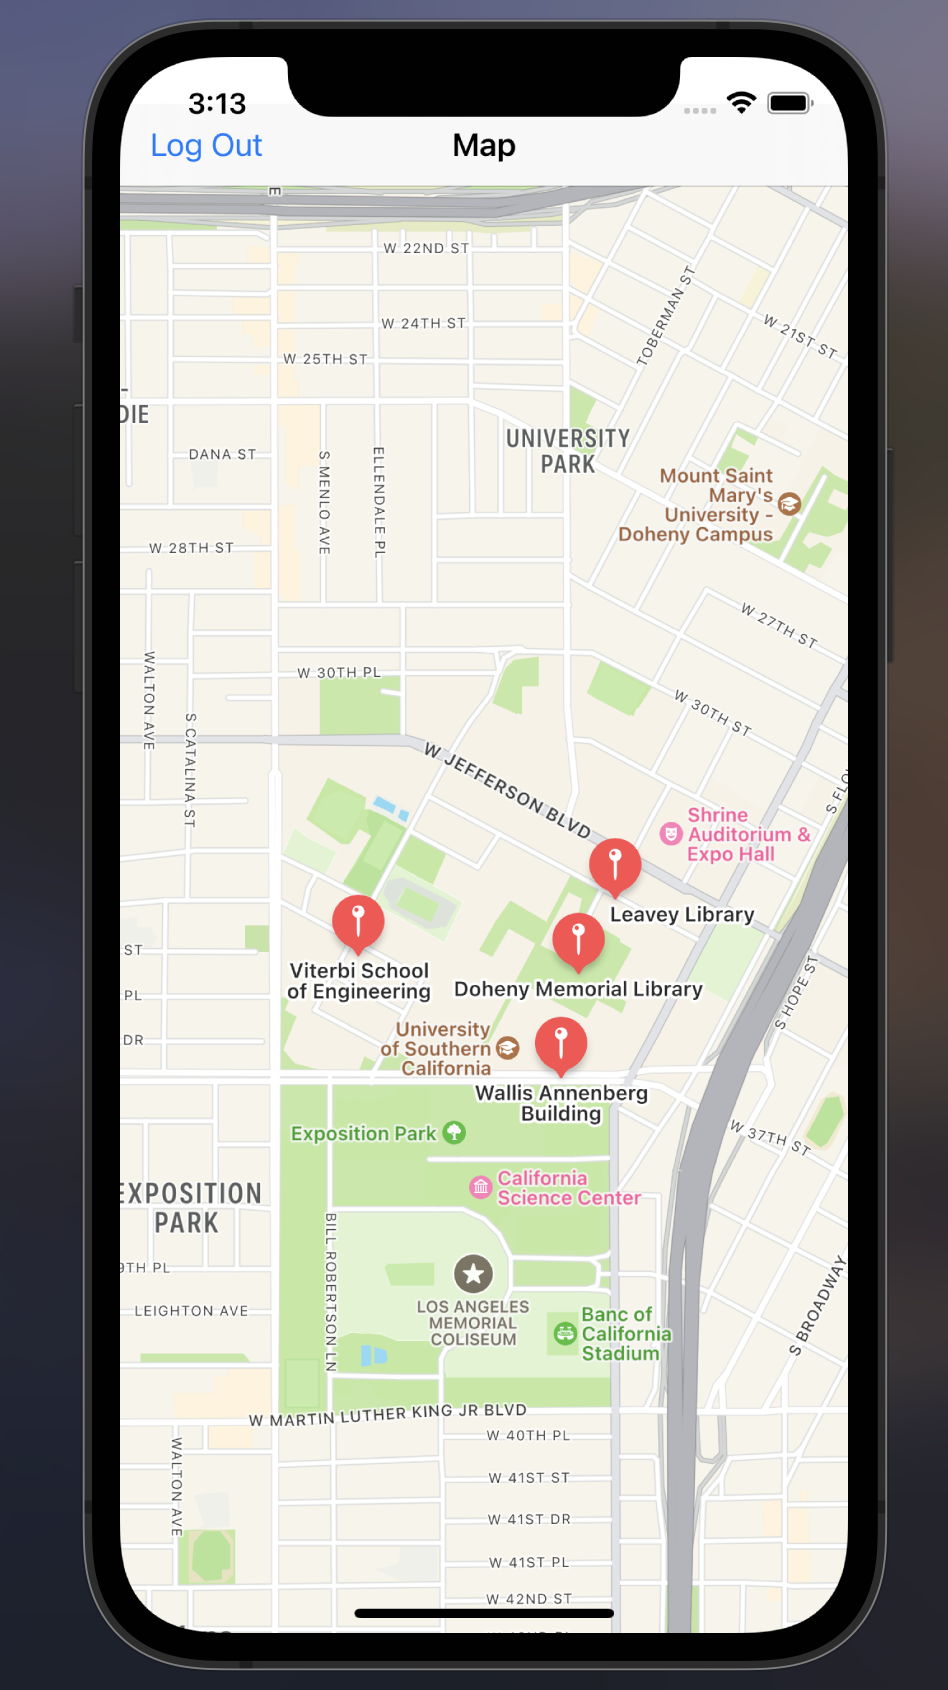 3:13
Log Out
Map
E
W 22ND ST
TOBERMAN ST
W 21ST ST
W 24TH ST
W 25TH ST
DIE
UNIVERSITY
PARK
DANA ST
S MENLO AVE
ELLENDALE PL
Mount Saint
Mary's
University -
Doheny Campus
W 28TH ST
W 27TH ST
WALTON AVE
W 30TH PL
W 30TH ST
S CATALINA ST
W JEFFERSON BLVD
S FLO
Shrine
Auditorium &
Expo Hall
Leavey Library
ST
Viterbi School
of Engineering
Doheny Memorial Library
PL
S HOPE ST
DR
University
of Southern
California
Wallis Annenberg
Building
Exposition Park
W 37TH ST
California
Science Center
EXPOSITION
PARK
BILL ROBERTSON LN
9TH PL
S BROADWAY
LEIGHTON AVE
LOS ANGELES
MEMORIAL
COLISEUM
Banc of
California
Stadium
W MARTIN LUTHER KING JR BLVD
W 40TH PL
WALTON AVE
W 41ST ST
W 41ST DR
W 41ST PL
W 42ND ST